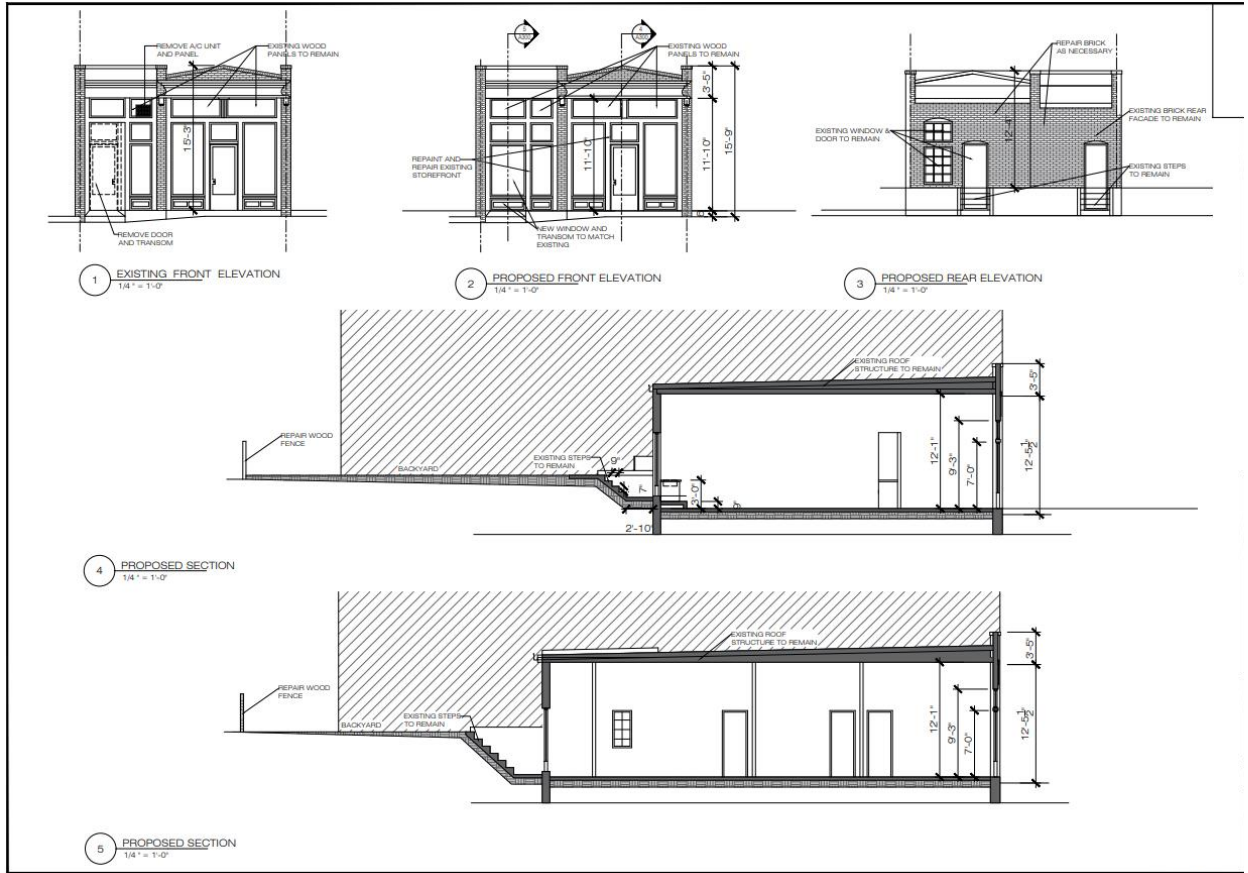 REMOVE A/C UNIT
AND PANEL
EXISTING WOOD
PANELS TO REMAIN
15'-3"
REMOVE DOOR
AND TRANSOM
1
EXISTING FRONT ELEVATION
1/4" = 1'-0"
5
A300
4
A300
EXISTING WOOD
PANELS TO REMAIN
3'-5"
11'-10"
15'-9"
11'-10"
REPAINT AND
REPAIR EXISTING
STOREFRONT
NEW WINDOW AND
TRANSOM TO MATCH
EXISTING
2
PROPOSED FRONT ELEVATION
1/4" = 1'-0"
REPAIR BRICK
AS NECESSARY
12'-4"
EXISTING BRICK REAR
FACADE TO REMAIN
EXISTING WINDOW &
DOOR TO REMAIN
EXISTING STEPS
TO REMAIN
3
PROPOSED REAR ELEVATION
1/4" = 1'-0"
EXISTING ROOF
STRUCTURE TO REMAIN
3'-5"
REPAIR WOOD
FENCE
BACKYARD
EXISTING STEPS
TO REMAIN
9"
7"
3'-0"
9"
2'-10"
12'-1"
9'-3"
7'-0"
12'-5 1/2"
4
PROPOSED SECTION
1/4" = 1'-0"
EXISTING ROOF
STRUCTURE TO REMAIN
3'-5"
REPAIR WOOD
FENCE
BACKYARD
EXISTING STEPS
TO REMAIN
12'-1"
9'-3"
7'-0"
12'-5 1/2"
5
PROPOSED SECTION
1/4" = 1'-0"